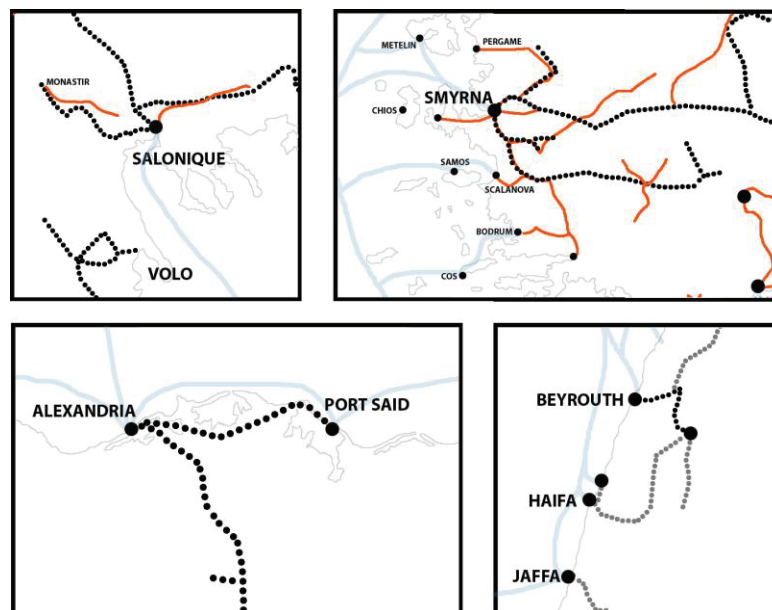 MONASTIR
SALONIQUE
VOLO
METELIN
PERGAME
SMYRNA
CHIOS
SAMOS
SCALANOVA
BODRUM
COS
ALEXANDRIA
PORT SAID
BEYROUTH
HAIFA
JAFFA